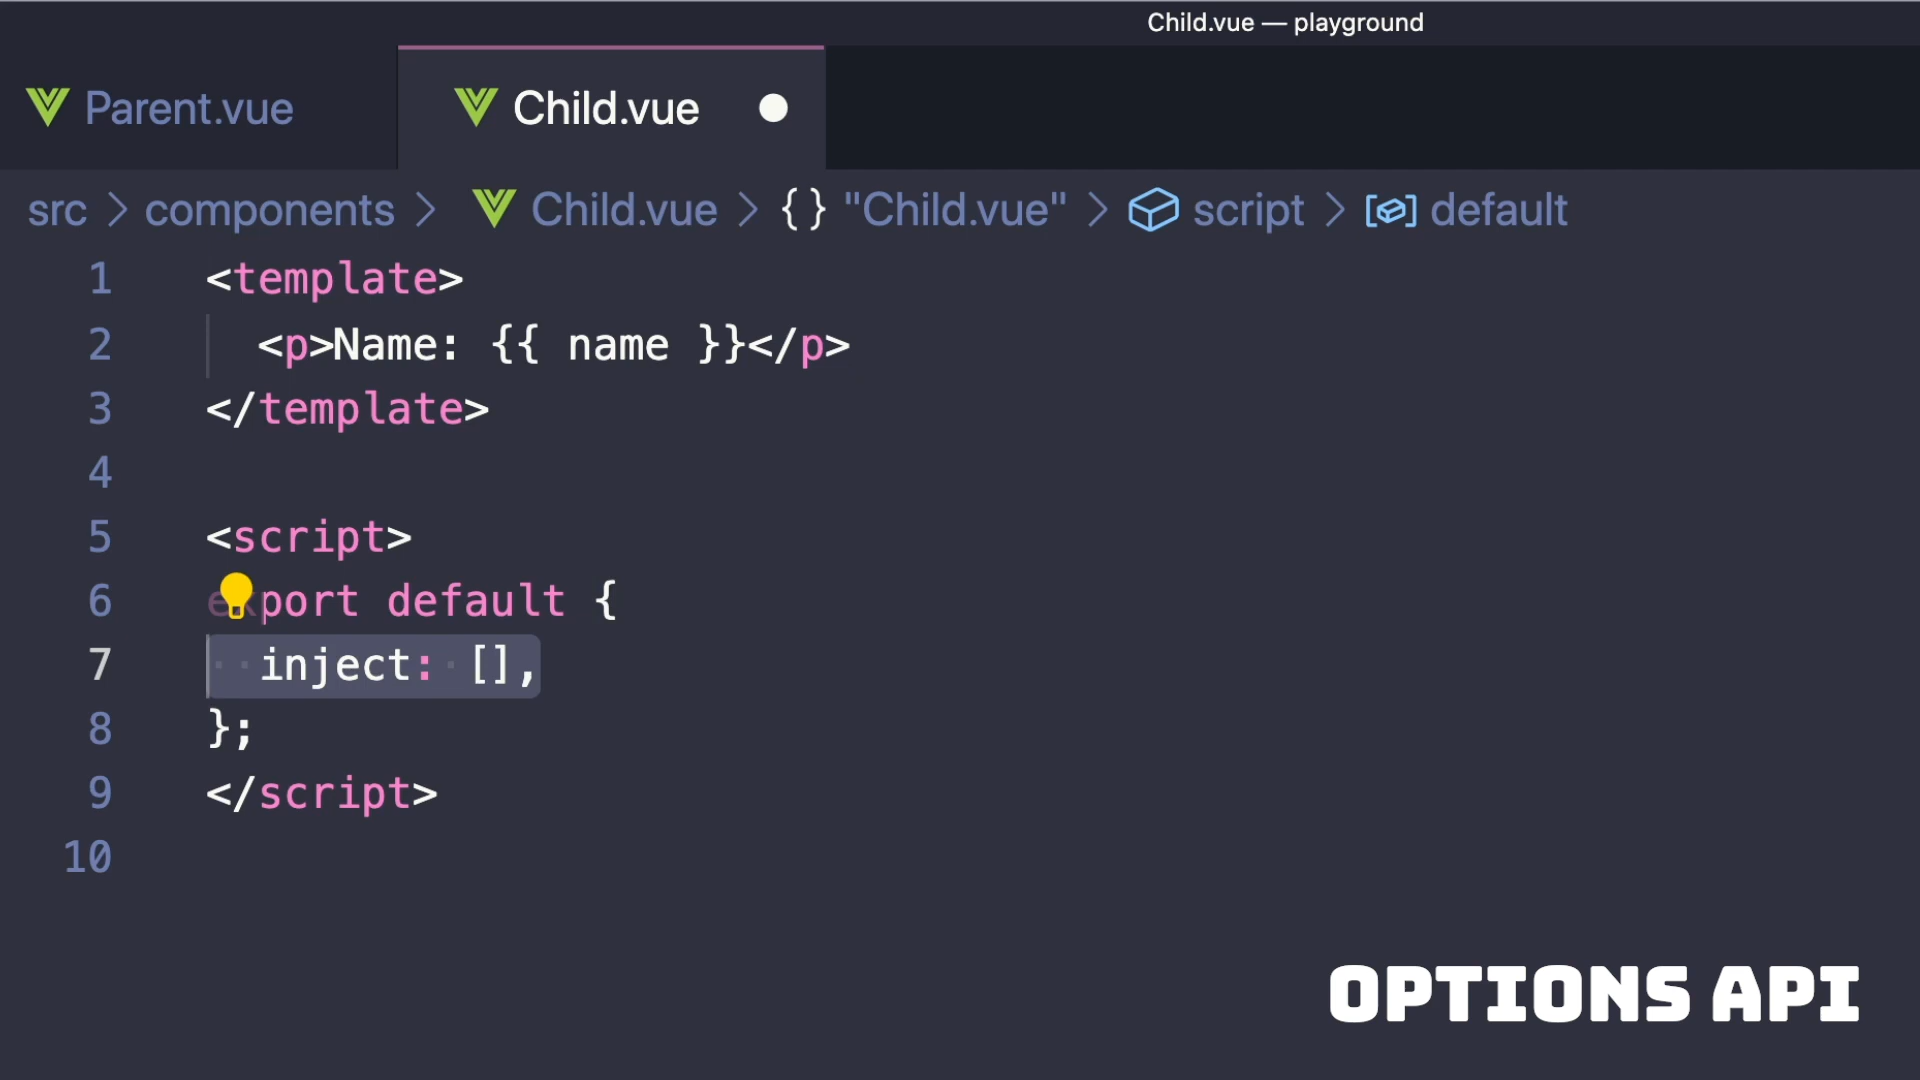 Child.vue — playground
Parent.vue
Child.vue
src > components > Child.vue > {} "Child.vue" > script > default
1 <template>
2   <p>Name: {{ name }}</p>
3 </template>
4
5 <script>
6 export default {
7   inject: [],
8 };
9 </script>
10
OPTIONS API